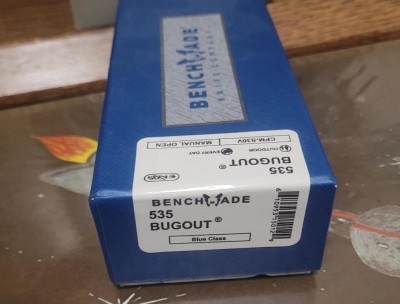 BENCHMADE
KNIFE COMPANY
CPM-S30V
MANUAL OPEN
OUTDOOR
EVERY DAY
535
BUGOUT®
BENCHMADE
535
BUGOUT®
Blue Class